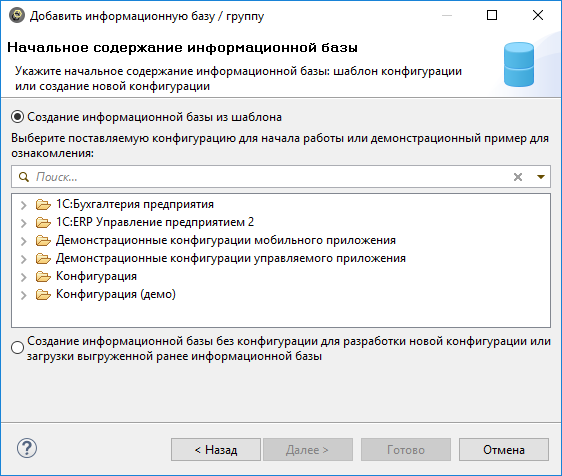 Добавить информационную базу / группу
Начальное содержание информационной базы
Укажите начальное содержание информационной базы: шаблон конфигурации
или создание новой конфигурации
Создание информационной базы из шаблона
Выберите поставляемую конфигурацию для начала работы или демонстрационный пример для
ознакомления:
Поиск...
1С:Бухгалтерия предприятия
1С:ERP Управление предприятием 2
Демонстрационные конфигурации мобильного приложения
Демонстрационные конфигурации управляемого приложения
Конфигурация
Конфигурация (демо)
Создание информационной базы без конфигурации для разработки новой конфигурации или
загрузки выгруженной ранее информационной базы
? < Назад Далее > Готово Отмена